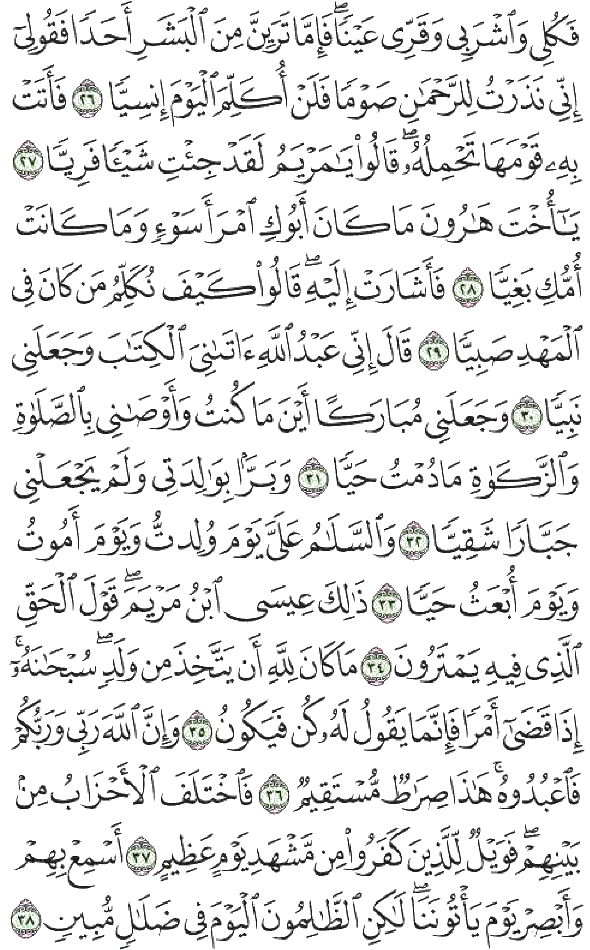 فَكُلِى وَٱشْرَبِى وَقَرِّى عَيْنًا ۖ فَإِمَّا تَرَيِنَّ مِنَ ٱلْبَشَرِ أَحَدًا فَقُولِىٓ
إِنِّى نَذَرْتُ لِلرَّحْمَـٰنِ صَوْمًا فَلَنْ أُكَلِّمَ ٱلْيَوْمَ إِنسِيًّا ٢٦ فَأَتَتْ
بِهِۦ قَوْمَهَا تَحْمِلُهُۥ ۖ قَالُوا۟ يَـٰمَرْيَمُ لَقَدْ جِئْتِ شَيْـًٔا فَرِيًّا ٢٧
يَـٰٓأُخْتَ هَـٰرُونَ مَا كَانَ أَبُوكِ ٱمْرَأَ سَوْءٍ وَمَا كَانَتْ
أُمُّكِ بَغِيًّا ٢٨ فَأَشَارَتْ إِلَيْهِ ۖ قَالُوا۟ كَيْفَ نُكَلِّمُ مَن كَانَ فِى
ٱلْمَهْدِ صَبِيًّا ٢٩ قَالَ إِنِّى عَبْدُ ٱللَّهِ ءَاتَىٰنِىَ ٱلْكِتَـٰبَ وَجَعَلَنِى
نَبِيًّا ٣٠ وَجَعَلَنِى مُبَارَكًا أَيْنَ مَا كُنتُ وَأَوْصَـٰنِى بِٱلصَّلَوٰةِ
وَٱلزَّكَوٰةِ مَا دُمْتُ حَيًّا ٣١ وَبَرًّۢا بِوَٰلِدَتِى وَلَمْ يَجْعَلْنِى
جَبَّارًا شَقِيًّا ٣٢ وَٱلسَّلَـٰمُ عَلَىَّ يَوْمَ وُلِدتُّ وَيَوْمَ أَمُوتُ
وَيَوْمَ أُبْعَثُ حَيًّا ٣٣ ذَٰلِكَ عِيسَى ٱبْنُ مَرْيَمَ ۖ قَوْلَ ٱلْحَقِّ
ٱلَّذِى فِيهِ يَمْتَرُونَ ٣٤ مَا كَانَ لِلَّهِ أَن يَتَّخِذَ مِن وَلَدٍ ۖ سُبْحَـٰنَهُۥٓ ۚ
إِذَا قَضَىٰٓ أَمْرًا فَإِنَّمَا يَقُولُ لَهُۥ كُن فَيَكُونُ ٣٥ وَإِنَّ ٱللَّهَ رَبِّى وَرَبُّكُمْ
فَٱعْبُدُوهُ ۚ هَـٰذَا صِرَٰطٌ مُّسْتَقِيمٌ ٣٦ فَٱخْتَلَفَ ٱلْأَحْزَابُ مِنۢ
بَيْنِهِمْ ۖ فَوَيْلٌ لِّلَّذِينَ كَفَرُوا۟ مِن مَّشْهَدِ يَوْمٍ عَظِيمٍ ٣٧ أَسْمِعْ بِهِمْ
وَأَبْصِرْ يَوْمَ يَأْتُونَنَا ۖ لَـٰكِنِ ٱلظَّـٰلِمُونَ ٱلْيَوْمَ فِى ضَلَـٰلٍ مُّبِينٍ ٣٨